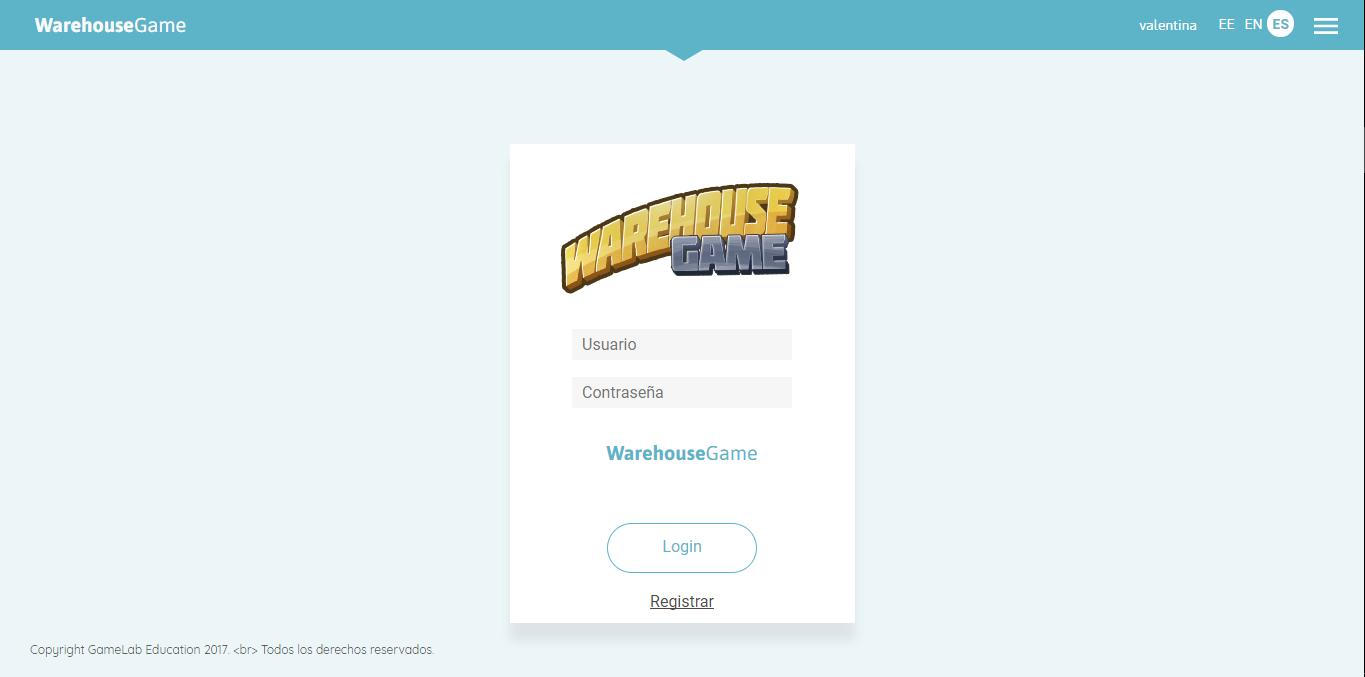 WarehouseGame
valentina EE EN ES
WAREHOUSE
GAME
Usuario
Contraseña
WarehouseGame
Login
Registrar
Copyright GameLab Education 2017. <br> Todos los derechos reservados.